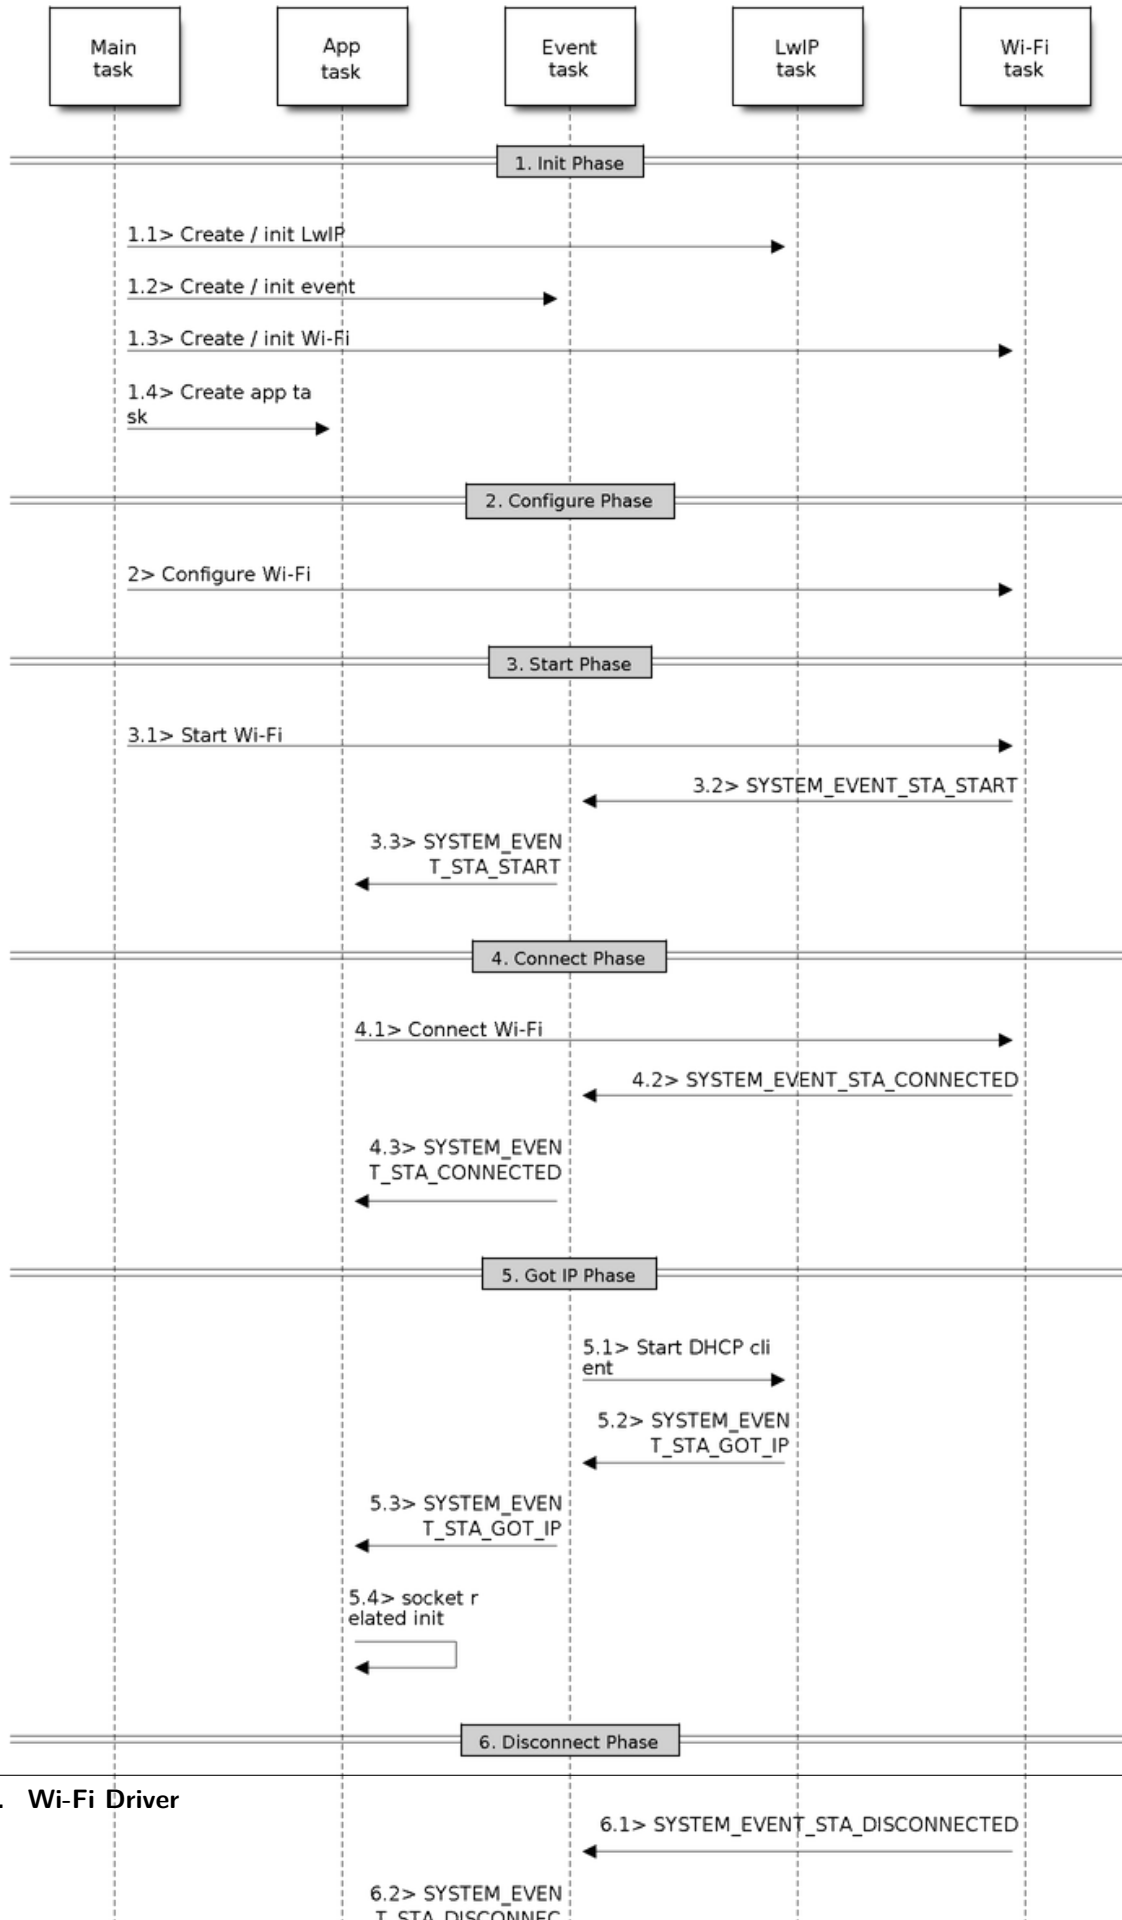 Main
task
App
task
Event
task
LwIP
task
Wi-Fi
task
1. Init Phase
1.1> Create / init LwIP
1.2> Create / init event
1.3> Create / init Wi-Fi
1.4> Create app ta
sk
2. Configure Phase
2> Configure Wi-Fi
3. Start Phase
3.1> Start Wi-Fi
3.2> SYSTEM_EVENT_STA_START
3.3> SYSTEM_EVEN
T_STA_START
4. Connect Phase
4.1> Connect Wi-Fi
4.2> SYSTEM_EVENT_STA_CONNECTED
4.3> SYSTEM_EVEN
T_STA_CONNECTED
5. Got IP Phase
5.1> Start DHCP cli
ent
5.2> SYSTEM_EVEN
T_STA_GOT_IP
5.3> SYSTEM_EVEN
T_STA_GOT_IP
5.4> socket r
elated init
6. Disconnect Phase
. Wi-Fi Driver
6.1> SYSTEM_EVENT_STA_DISCONNECTED
6.2> SYSTEM_EVEN
T_STA_DISCONNEC